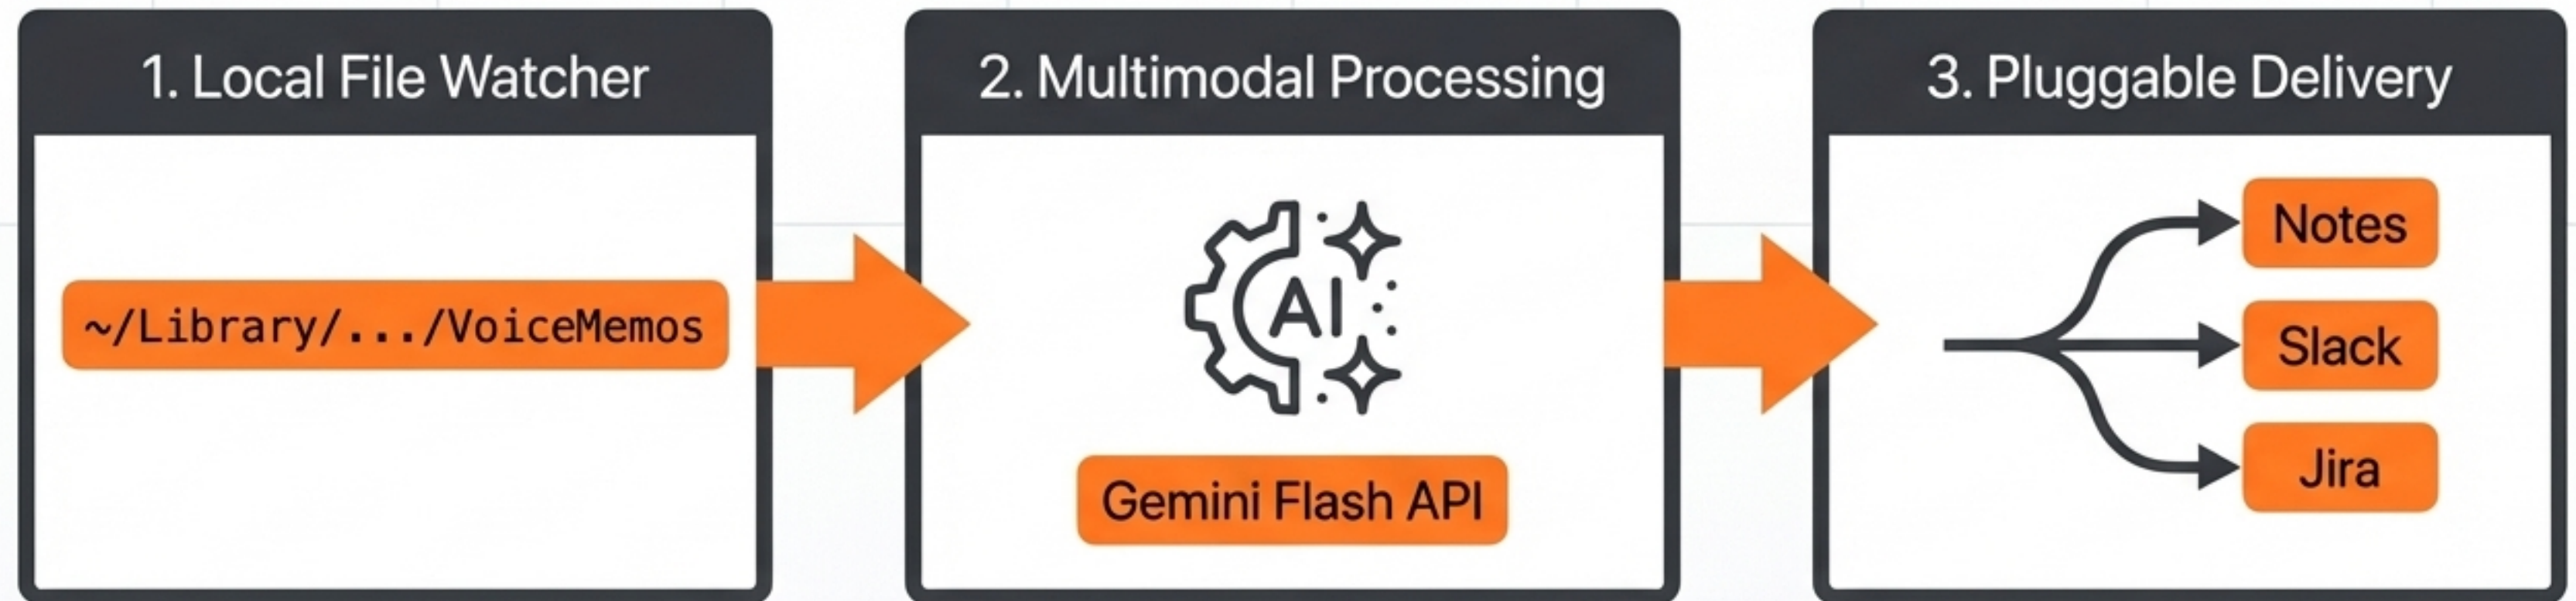 1. Local File Watcher
~/Library/.../VoiceMemos
2. Multimodal Processing
AI
Gemini Flash API
3. Pluggable Delivery
Notes
Slack
Jira